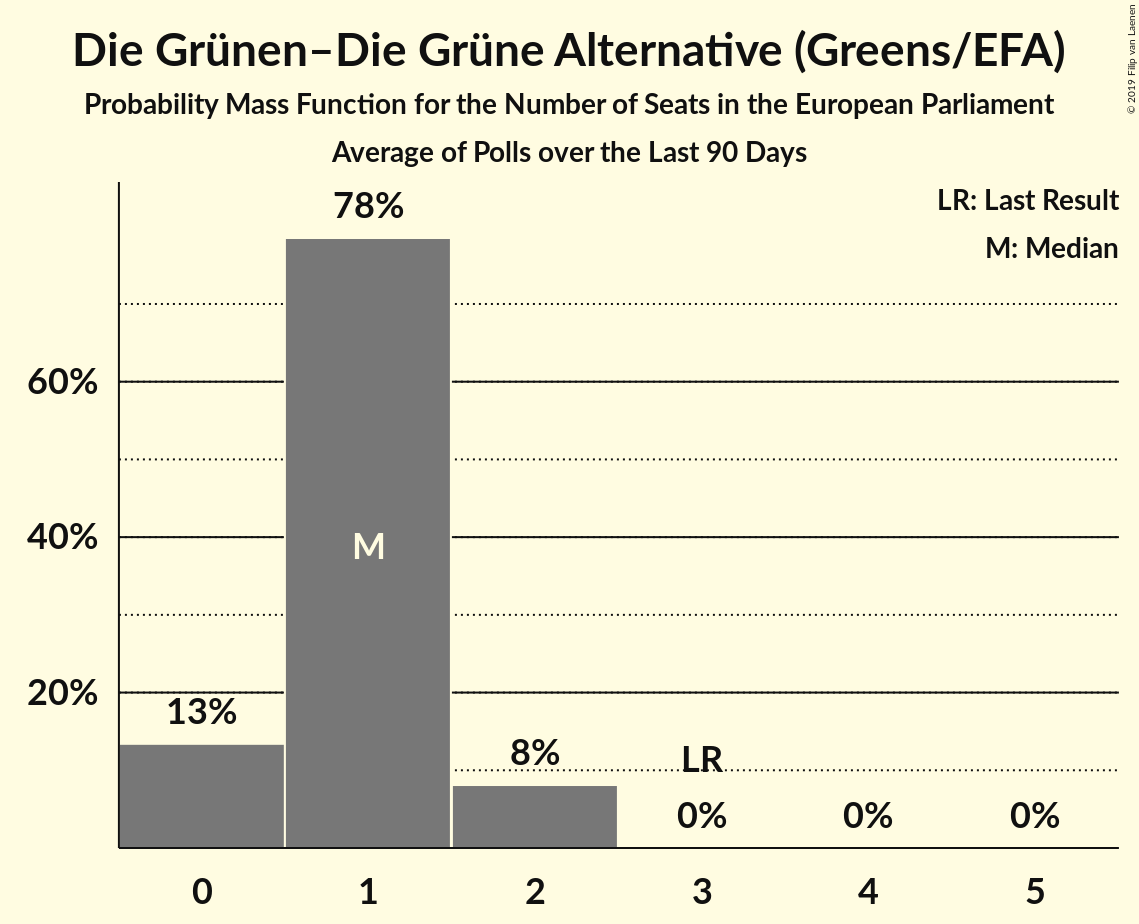 Die Grünen–Die Grüne Alternative (Greens/EFA)
Probability Mass Function for the Number of Seats in the European Parliament
Average of Polls over the Last 90 Days
© 2019 Filip van Laenen
LR: Last Result
M: Median
78%
60%
40%
M
20%
13%
8%
LR
0%
0%
0%
0
1
2
3
4
5